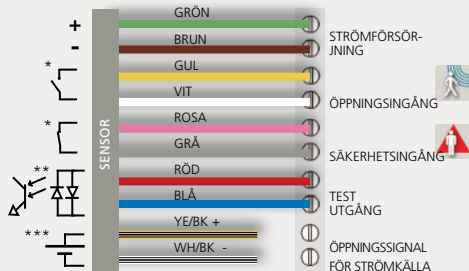 GRÖN
+
BRUN
-
STRÖMFÖRSÖR-
JNING
GUL
*
VIT
ÖPPNINGSINGÅNG
ROSA
*
GRÅ
SÄKERHETSINGÅNG
SENSOR
RÖD
**
BLÅ
TEST
UTGÅNG
YE/BK +
***
WH/BK -
ÖPPNINGSSIGNAL
FÖR STRÖMKÄLLA